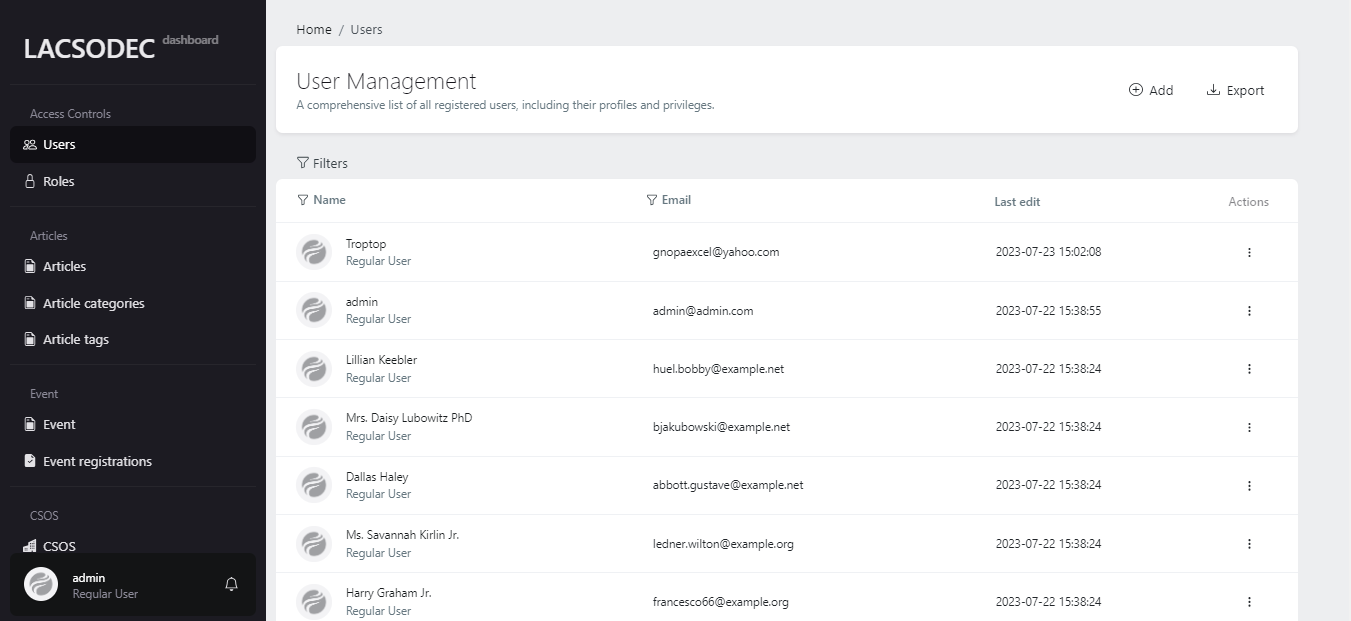 LACSODEC dashboard
Access Controls
Users
Roles
Articles
Articles
Article categories
Article tags
Event
Event
Event registrations
CSOS
CSOS
admin
Regular User
Home / Users
User Management
A comprehensive list of all registered users, including their profiles and privileges.
Add
Export
Filters
Name Email Last edit Actions
Troptop
Regular User
gnopaexcel@yahoo.com
2023-07-23 15:02:08
admin
Regular User
admin@admin.com
2023-07-22 15:38:55
Lillian Keebler
Regular User
huel.bobby@example.net
2023-07-22 15:38:24
Mrs. Daisy Lubowitz PhD
Regular User
bjakubowski@example.net
2023-07-22 15:38:24
Dallas Haley
Regular User
abbott.gustave@example.net
2023-07-22 15:38:24
Ms. Savannah Kirlin Jr.
Regular User
ledner.wilton@example.org
2023-07-22 15:38:24
Harry Graham Jr.
Regular User
francesco66@example.org
2023-07-22 15:38:24